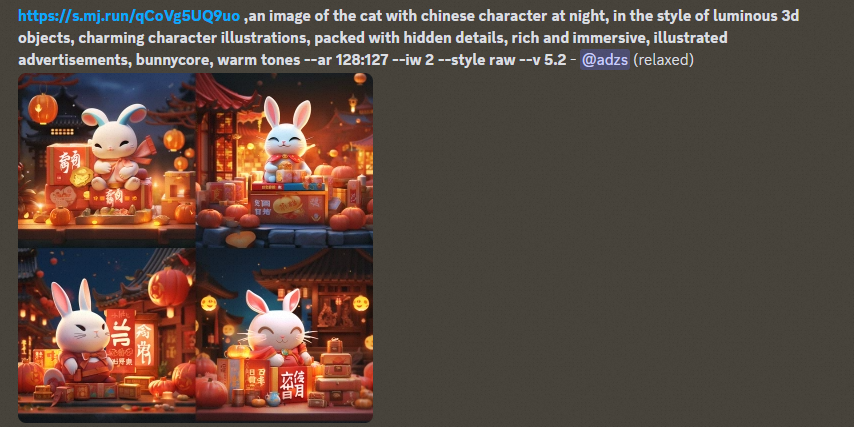 https://s.mj.run/qCoVg5UQ9uo ,an image of the cat with chinese character at night, in the style of luminous 3d
objects, charming character illustrations, packed with hidden details, rich and immersive, illustrated
advertisements, bunnycore, warm tones --ar 128:127 --iw 2 --style raw --v 5.2 - @adzs (relaxed)